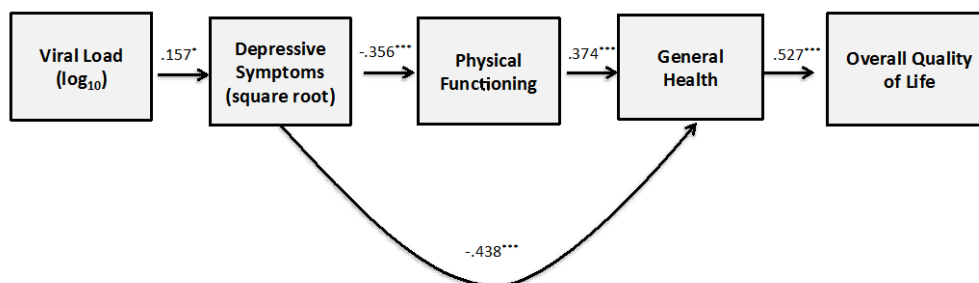 Viral Load
(log₁₀)
.157*
Depressive
Symptoms
(square root)
-.356***
Physical
Functioning
.374***
General
Health
.527***
Overall Quality
of Life
-.438***